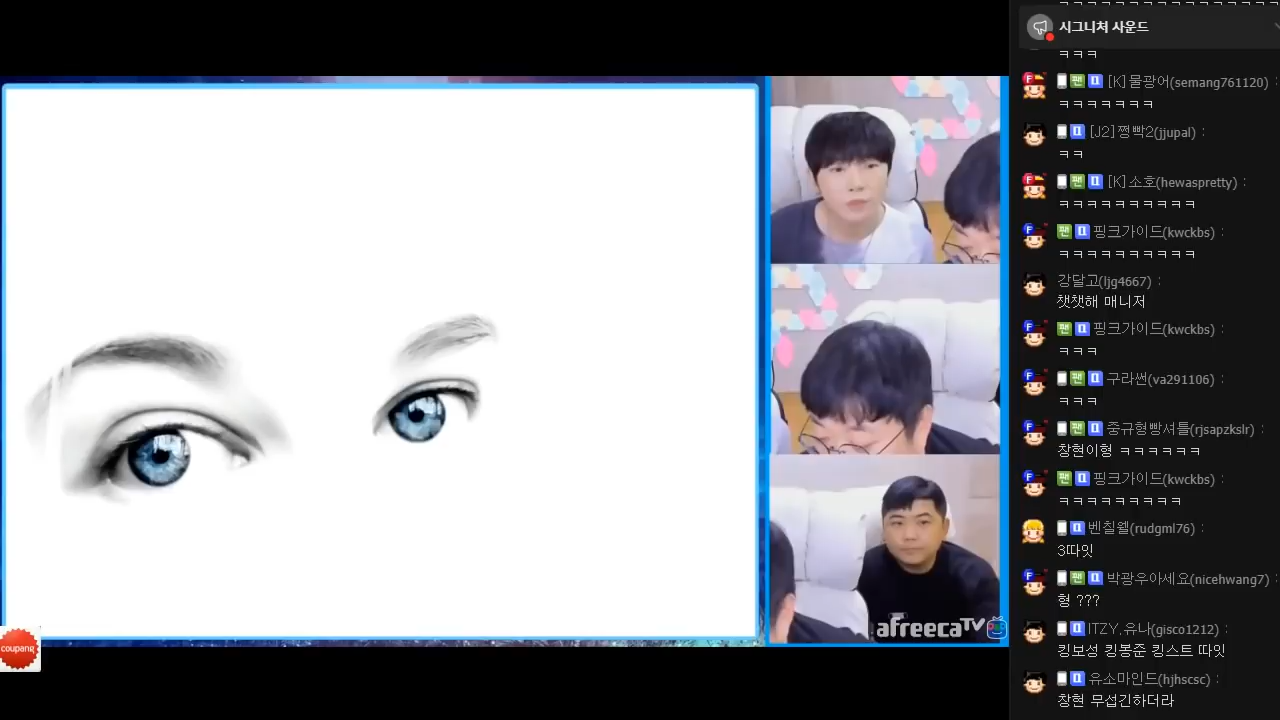 시그니처 사운드
ㅋㅋㅋ
[K]물광어(semang761120) :
ㅋㅋㅋㅋㅋㅋㅋ
[J2]쩡빡2(jjupal) :
ㅋㅋ
[K]소호(hewaspretty) :
ㅋㅋㅋㅋㅋㅋㅋㅋㅋㅋ
팬 핑크가이드(kwckbs) :
ㅋㅋㅋㅋㅋㅋㅋㅋㅋㅋ
강달고(ljg4667) :
챗챗해 매니저
팬 핑크가이드(kwckbs) :
ㅋㅋㅋ
팬 구라썬(va291106) :
ㅋㅋㅋ
팬 중규형빵셔틀(rjsapzkslr) :
창현이형 ㅋㅋㅋㅋㅋㅋ
팬 핑크가이드(kwckbs) :
ㅋㅋㅋㅋㅋㅋㅋㅋㅋ
벤칠웰(rudgml76) :
3따잇
팬 박광우아세요(nicehwang7) :
형 ???
ITZY.유나(gisco1212) :
킹보성 킹봉준 킹스트 따잇
유소마인드(hjhscsc) :
창현 무섭긴하더라
afreecaTV
coupang